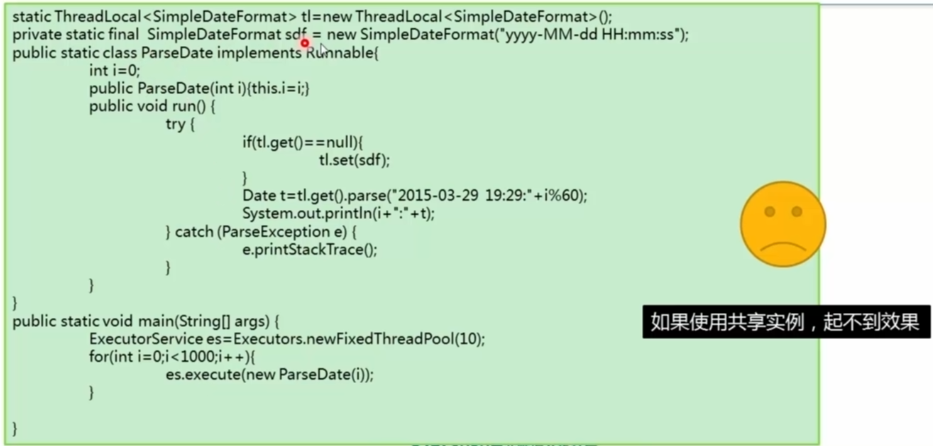 static ThreadLocal<SimpleDateFormat> tl=new ThreadLocal<SimpleDateFormat>();
private static final  SimpleDateFormat sdf = new SimpleDateFormat("yyyy-MM-dd HH:mm:ss");
public static class ParseDate implements Runnable{
int i=0;
public ParseDate(int i){this.i=i;}
public void run() {
try {
if(tl.get()==null){
tl.set(sdf);
}
Date t=tl.get().parse("2015-03-29 19:29:"+i%60);
System.out.println(i+":"+t);
} catch (ParseException e) {
e.printStackTrace();
}
}
}
public static void main(String[] args) {
ExecutorService es=Executors.newFixedThreadPool(10);
for(int i=0;i<1000;i++){
es.execute(new ParseDate(i));
}
}
如果使用共享实例，起不到效果